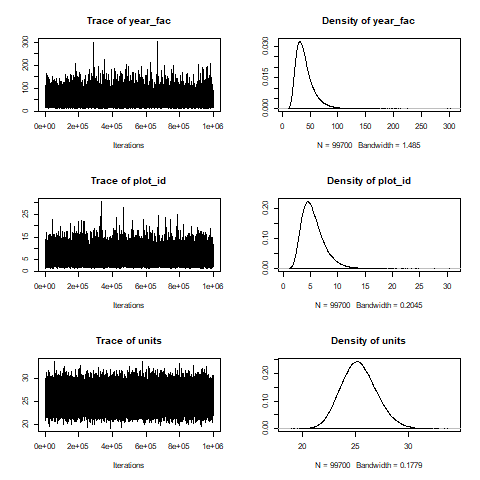 Trace of year_fac
Density of year_fac
300
200
100
50
0
0e+00 2e+05 4e+05 6e+05 8e+05 1e+06
Iterations
0.030
0.015
0.000
0 50 100 150 200 250 300
N = 99700 Bandwidth = 1.485
Trace of plot_id
Density of plot_id
25
15
10
5
0
0e+00 2e+05 4e+05 6e+05 8e+05 1e+06
Iterations
0.20
0.10
0.00
0 5 10 15 20 25 30
N = 99700 Bandwidth = 0.2045
Trace of units
Density of units
30
25
20
0e+00 2e+05 4e+05 6e+05 8e+05 1e+06
Iterations
0.20
0.10
0.00
20 25 30
N = 99700 Bandwidth = 0.1779